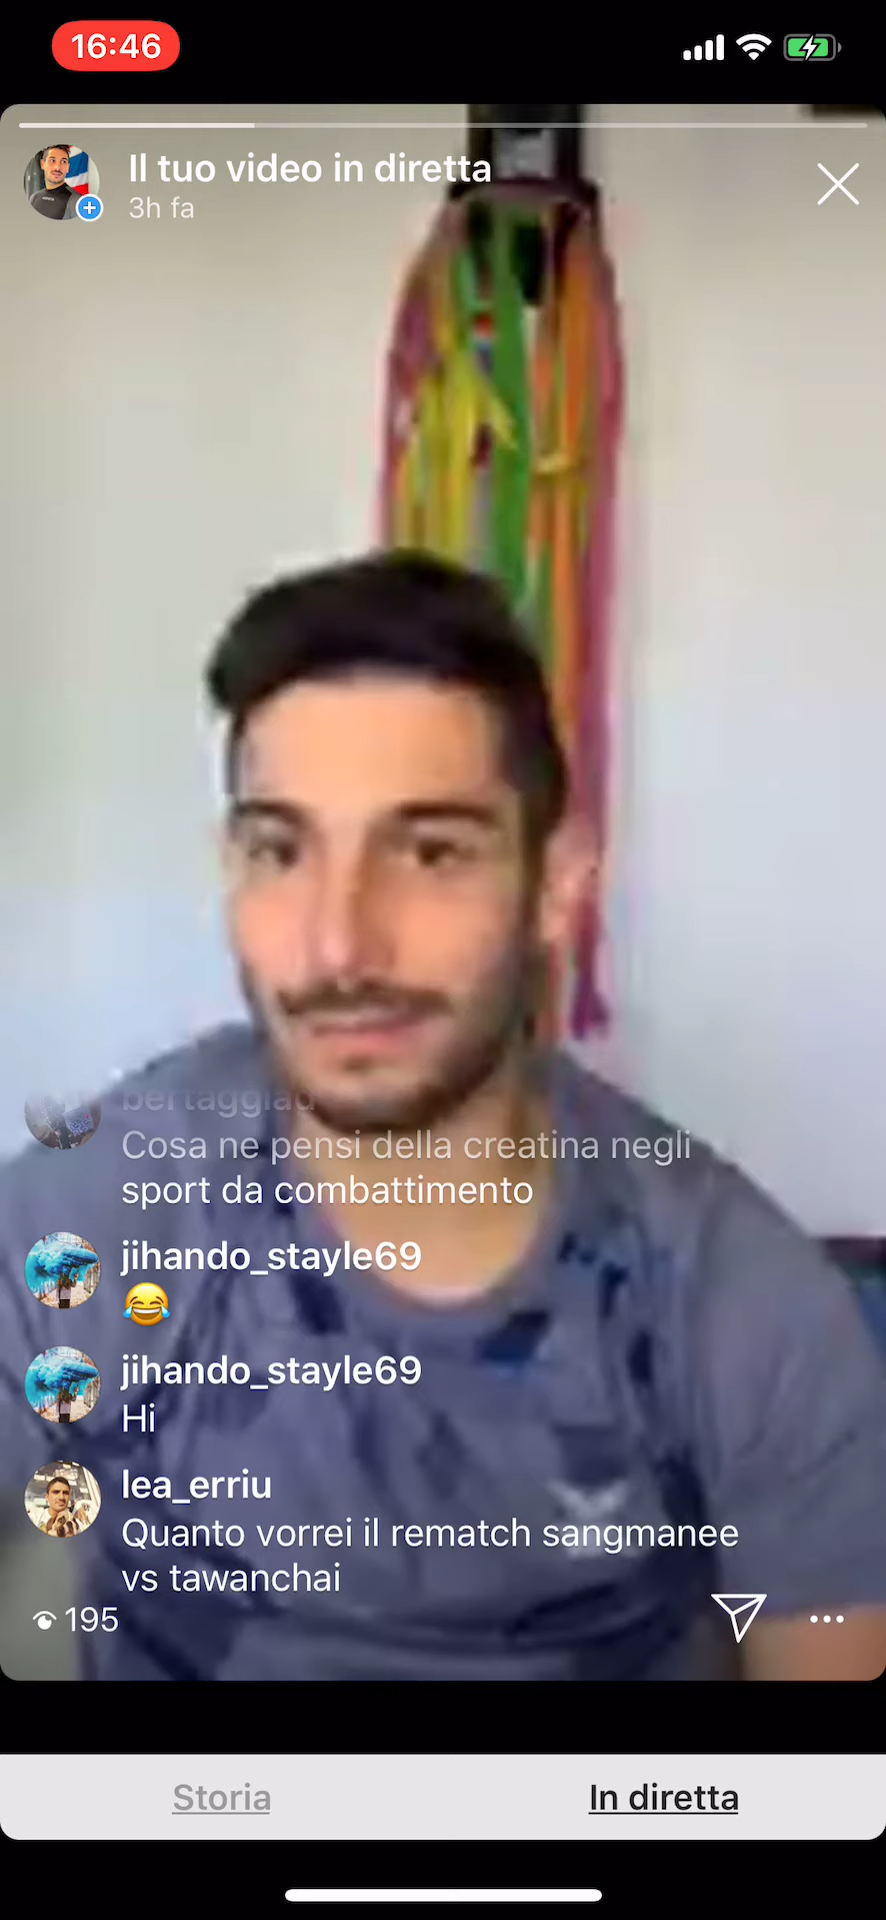 16:46
Il tuo video in diretta
3h fa
bertaggiad
Cosa ne pensi della creatina negli
sport da combattimento
jihando_stayle69
😂
jihando_stayle69
Hi
lea_erriu
Quanto vorrei il rematch sangmanee
vs tawanchai
195
Storia
In diretta